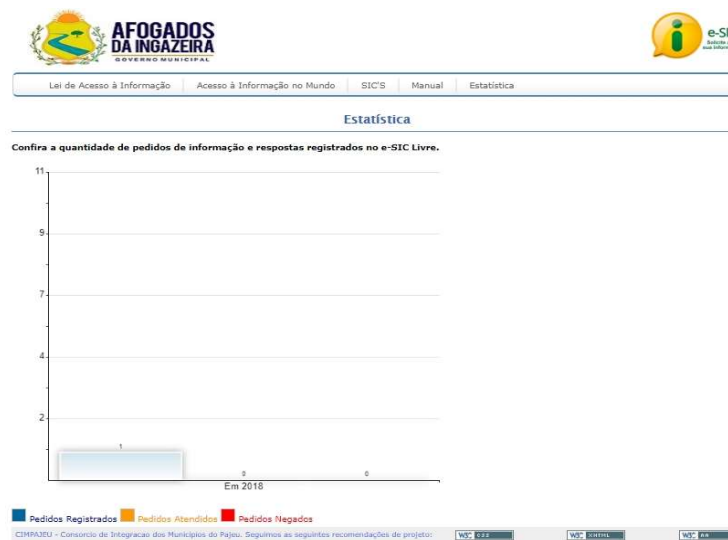 AFOGADOS
DA INGAZEIRA
GOVERNO MUNICIPAL
e-SI
Lei de Acesso à Informação
Acesso à Informação no Mundo
SIC'S
Manual
Estatística
Estatística
Confira a quantidade de pedidos de informação e respostas registrados no e-SIC Livre.
11
9
7
4
2
1
0
0
Em 2018
Pedidos Registrados
Pedidos Atendidos
Pedidos Negados
CIMPAJEU - Consorcio de Integracao dos Municipios do Pajeu. Seguimos as seguintes recomendações de projeto:
W3C
W3C XHTML
W3C